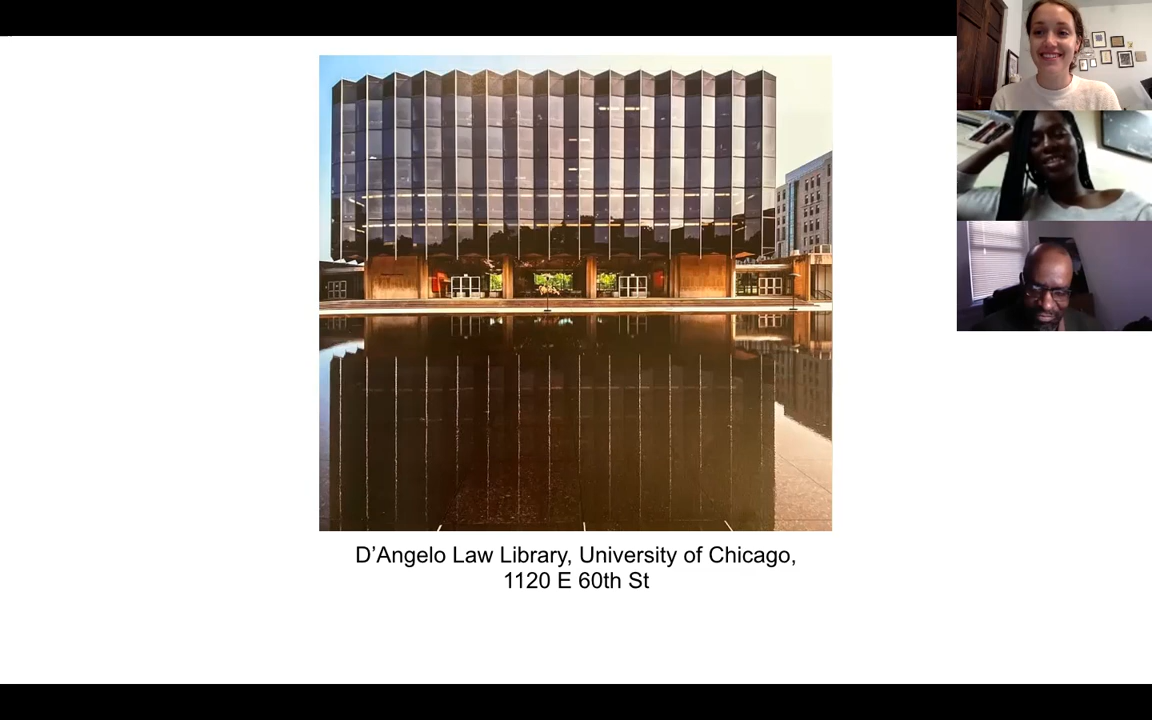 D’Angelo Law Library, University of Chicago,
1120 E 60th St